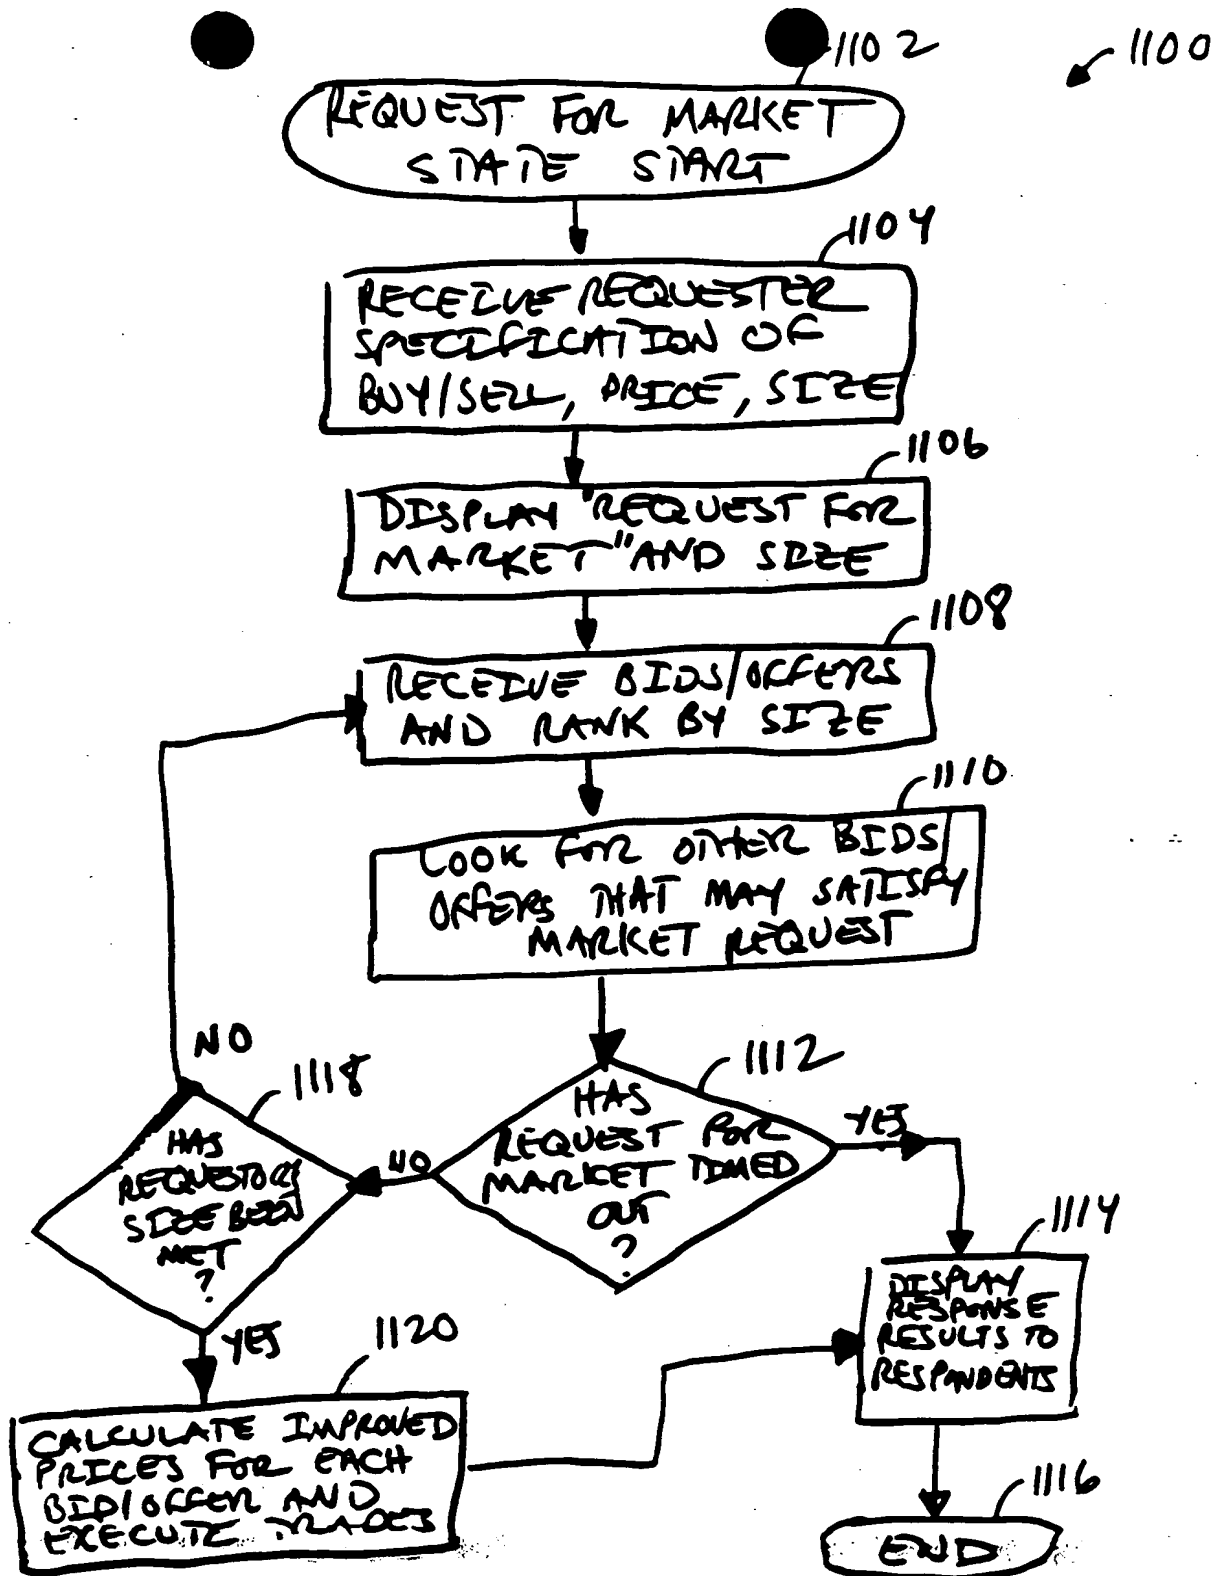 1102
1100
REQUEST FOR MARKET
STATE START
1104
RECEIVE REQUESTER
SPECIFICATION OF
BUY/SELL, PRICE, SIZE
1106
DISPLAY "REQUEST FOR
MARKET" AND SIZE
1108
RECEIVE BIDS/OFFERS
AND RANK BY SIZE
1110
LOOK FOR OTHER BIDS/
OFFERS THAT MAY SATISFY
MARKET REQUEST
NO
1118
1112
HAS
REQUEST FOR
MARKET TIMED
OUT
?
YES
NO
HAS
REQUESTOR'S
SIZE BEEN
MET
?
YES
1114
DISPLAY
RESPONSE
RESULTS TO
RESPONDENTS
1120
CALCULATE IMPROVED
PRICES FOR EACH
BID/OFFER AND
EXECUTE TRADES
1116
END